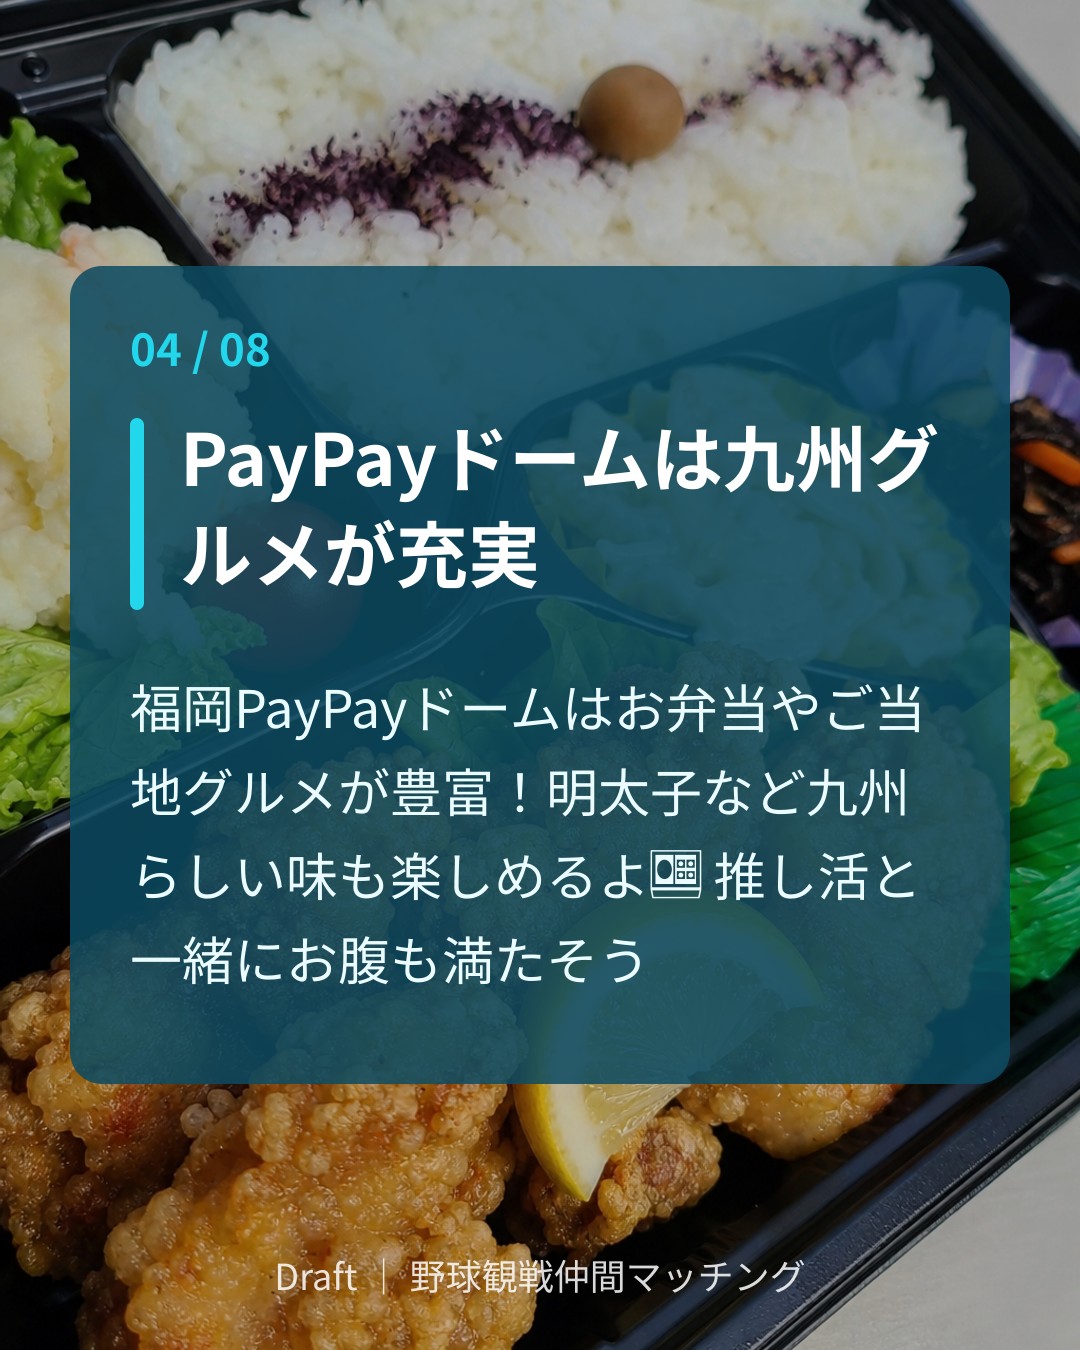 04 / 08
PayPayドームは九州グ
ルメが充実
福岡PayPayドームはお弁当やご当
地グルメが豊富！明太子など九州
らしい味も楽しめるよ🍱 推し活と
一緒にお腹も満たそう
Draft ｜ 野球観戦仲間マッチング